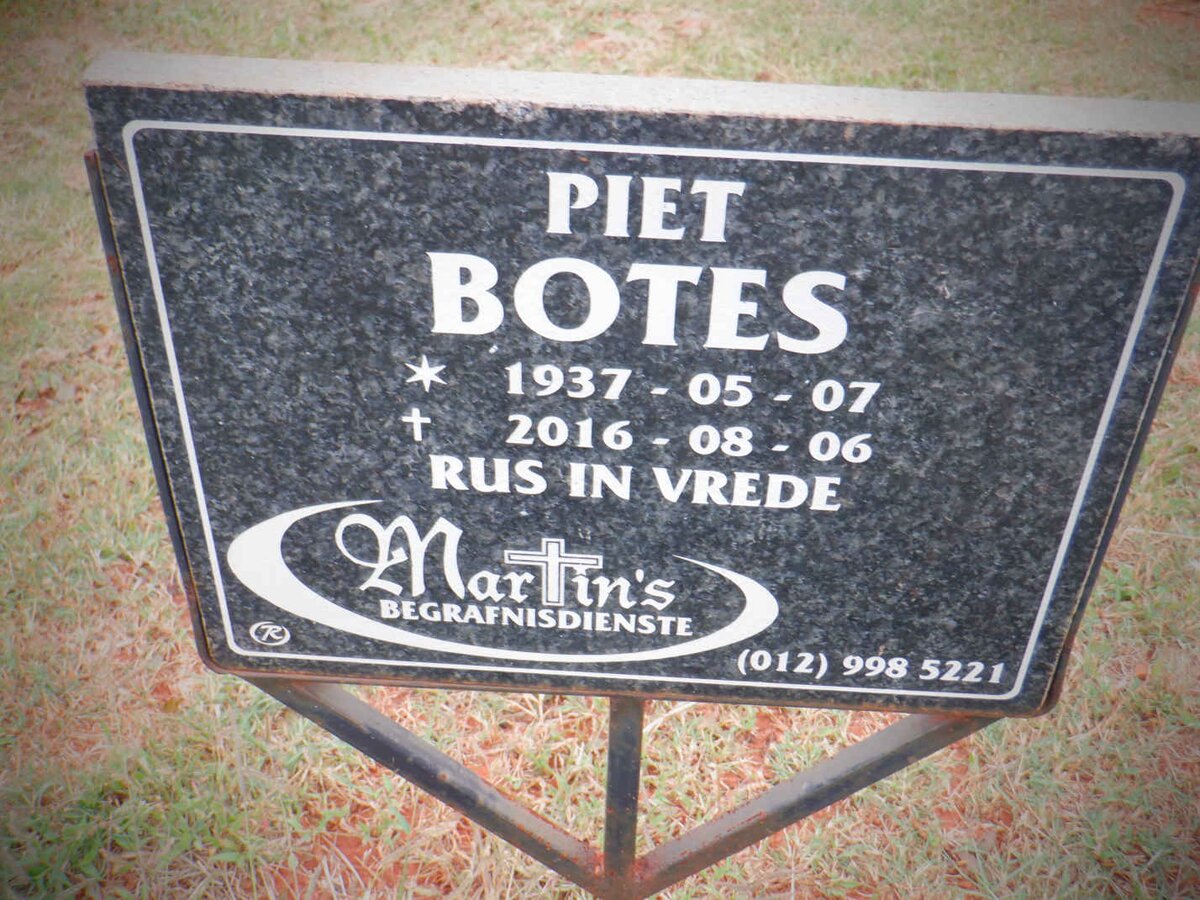 PIET
BOTES
* 1937 - 05 - 07
† 2016 - 08 - 06
RUS IN VREDE
Martin's
BEGRAFNISDIENSTE
®
(012) 998 5221